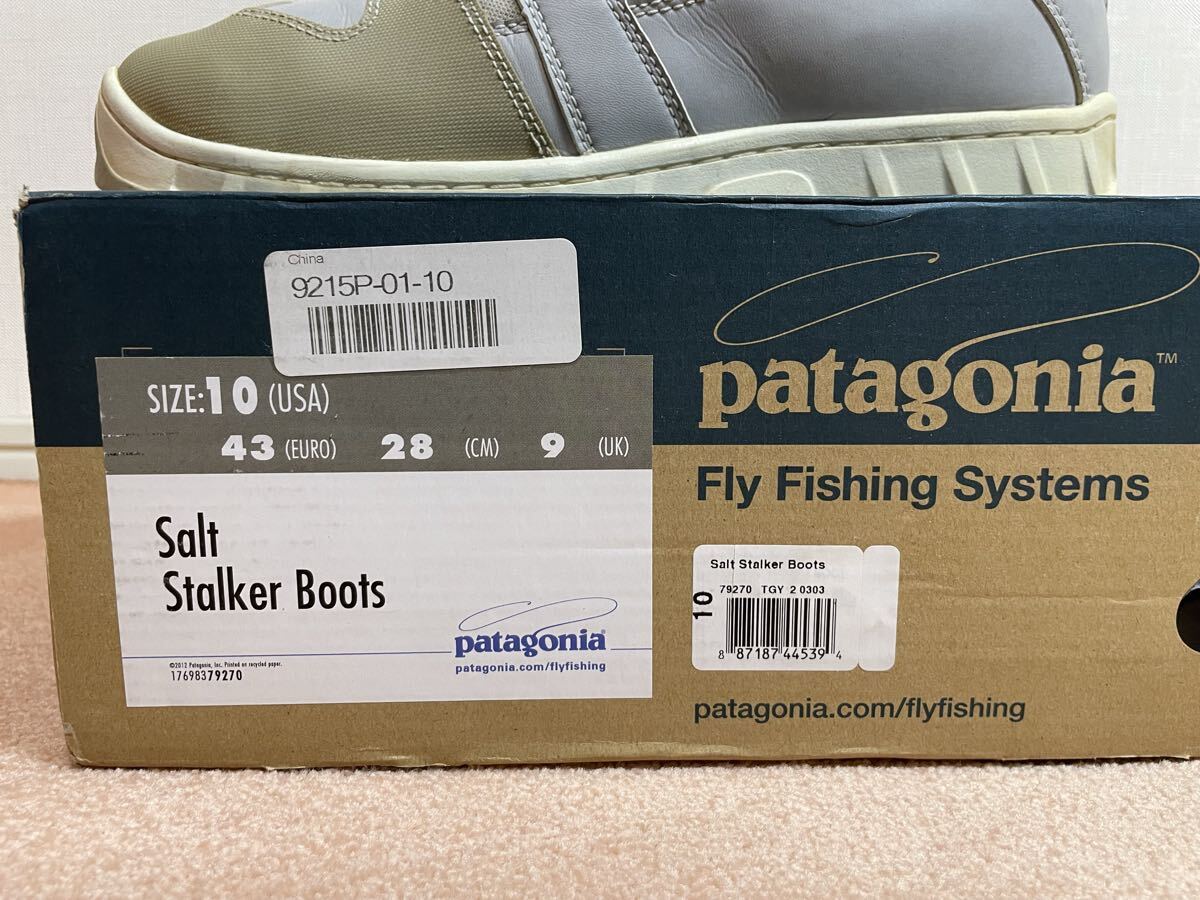 China
9215P-01-10
SIZE:10 (USA)
43 (EURO) 28 (CM) 9 (UK)
Salt
Stalker Boots
©2012 Patagonia, Inc. Printed on recycled paper.
1769837​9270
patagonia
patagonia.com/flyfishing
patagonia™
Fly Fishing Systems
Salt Stalker Boots
79270 TGY 2 0303
10
8 87187 44539 4
patagonia.com/flyfishing